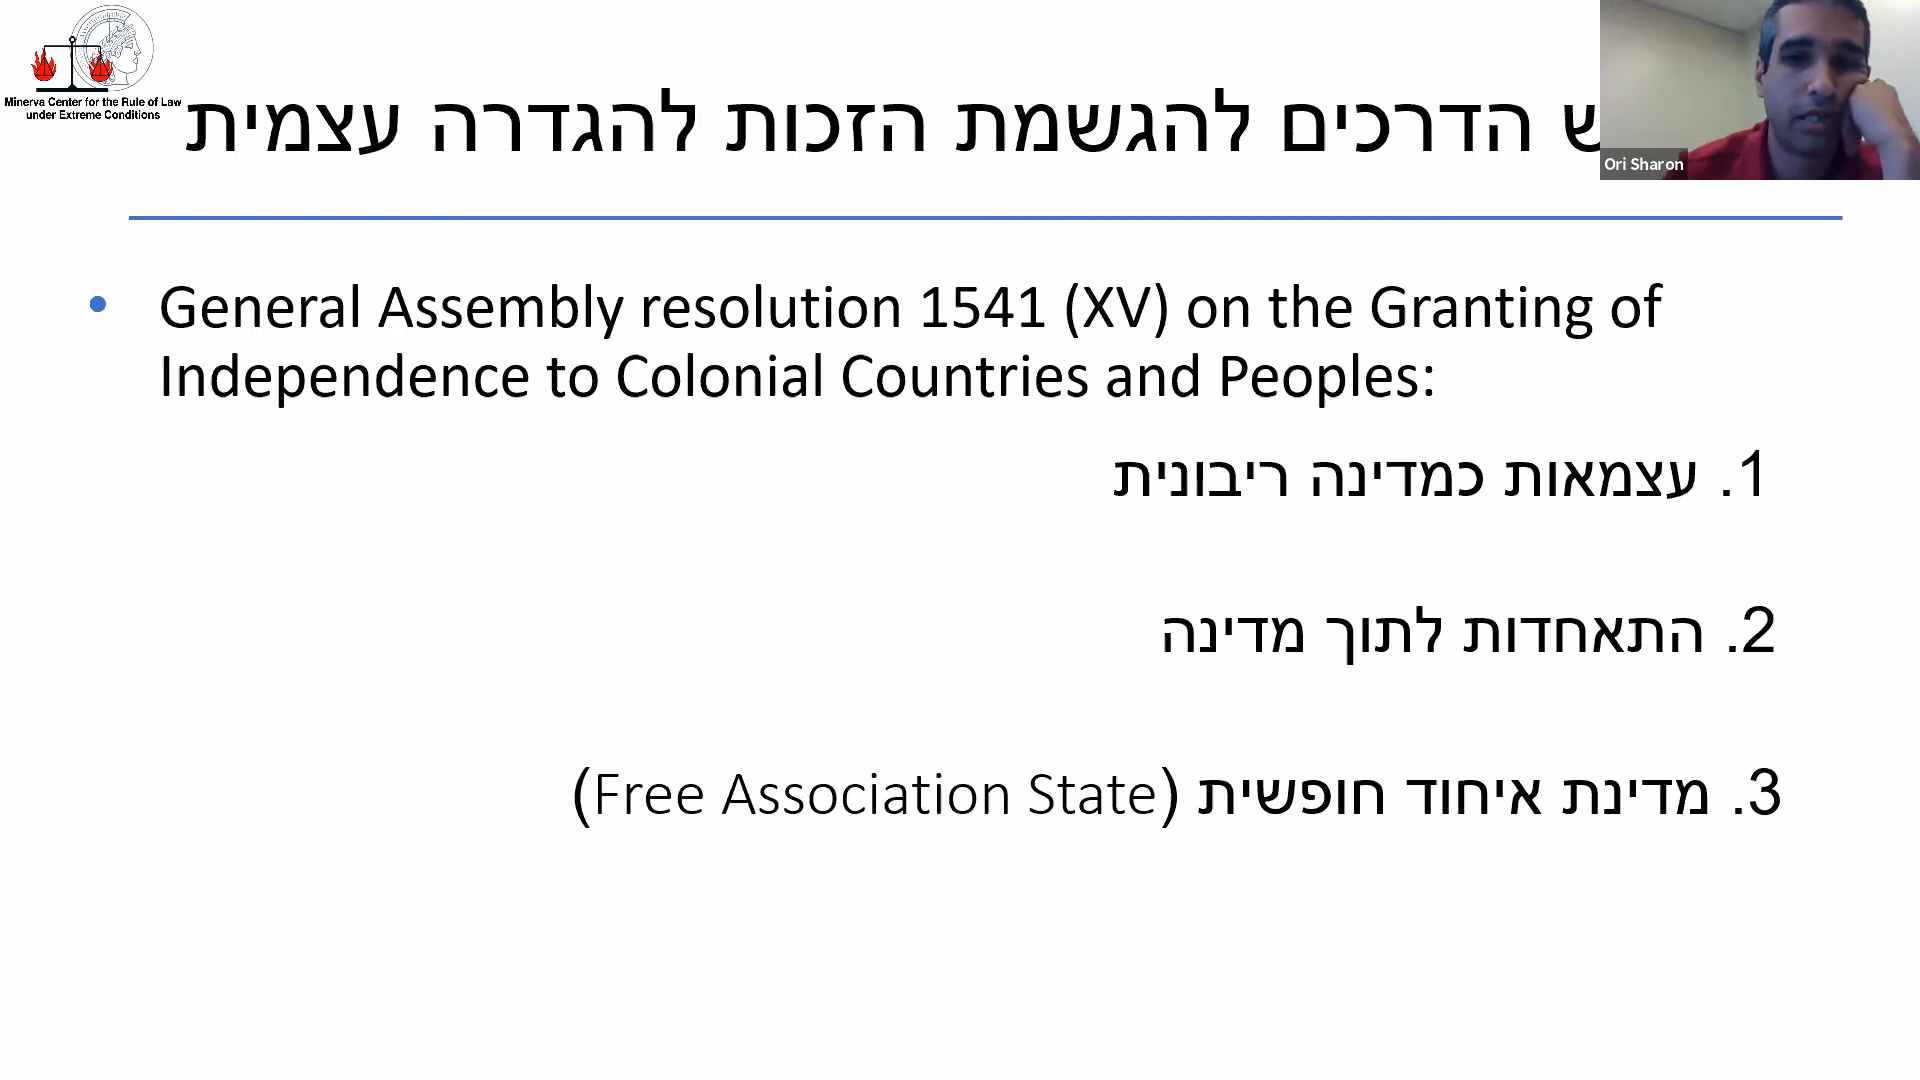 Minerva Center for the Rule of Law
under Extreme Conditions
הדרכים להגשמת הזכות להגדרה עצמית
Ori Sharon
• General Assembly resolution 1541 (XV) on the Granting of
Independence to Colonial Countries and Peoples:
1. עצמאות כמדינה ריבונית
2. התאחדות לתוך מדינה
3. מדינת איחוד חופשית (Free Association State)